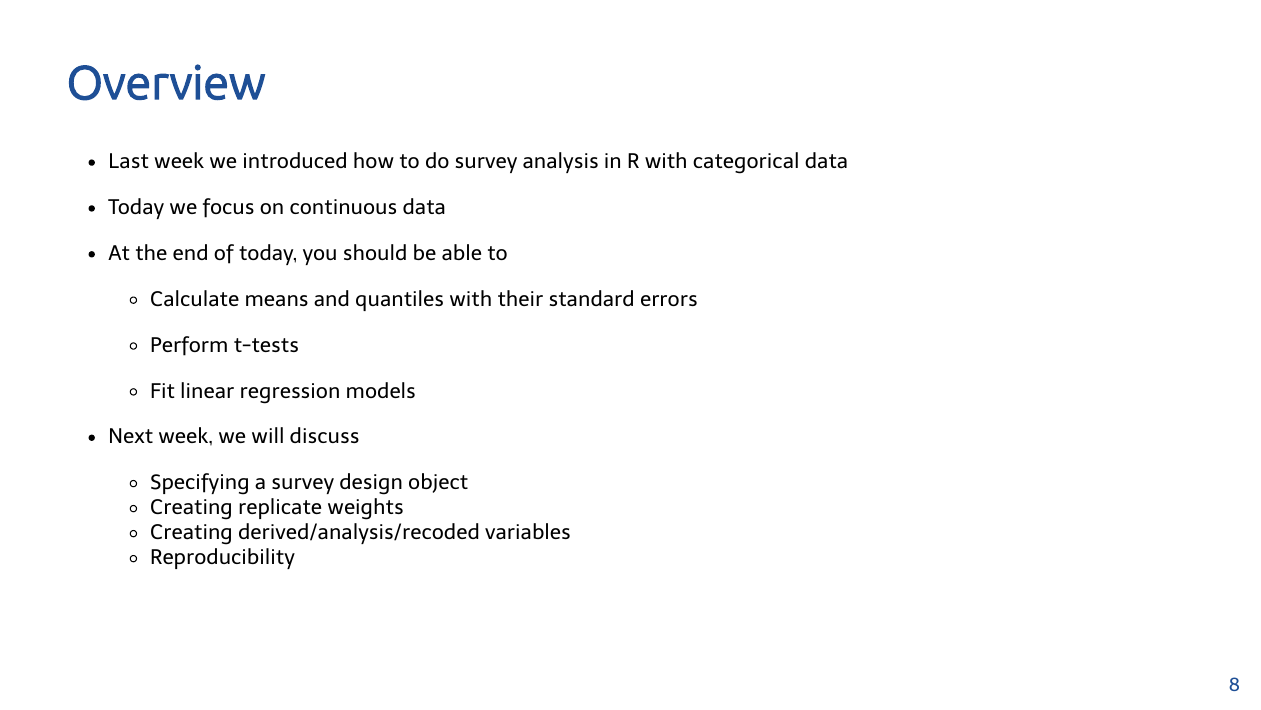 Overview
• Last week we introduced how to do survey analysis in R with categorical data
• Today we focus on continuous data
• At the end of today, you should be able to
◦ Calculate means and quantiles with their standard errors
◦ Perform t-tests
◦ Fit linear regression models
• Next week, we will discuss
◦ Specifying a survey design object
◦ Creating replicate weights
◦ Creating derived/analysis/recoded variables
◦ Reproducibility
8